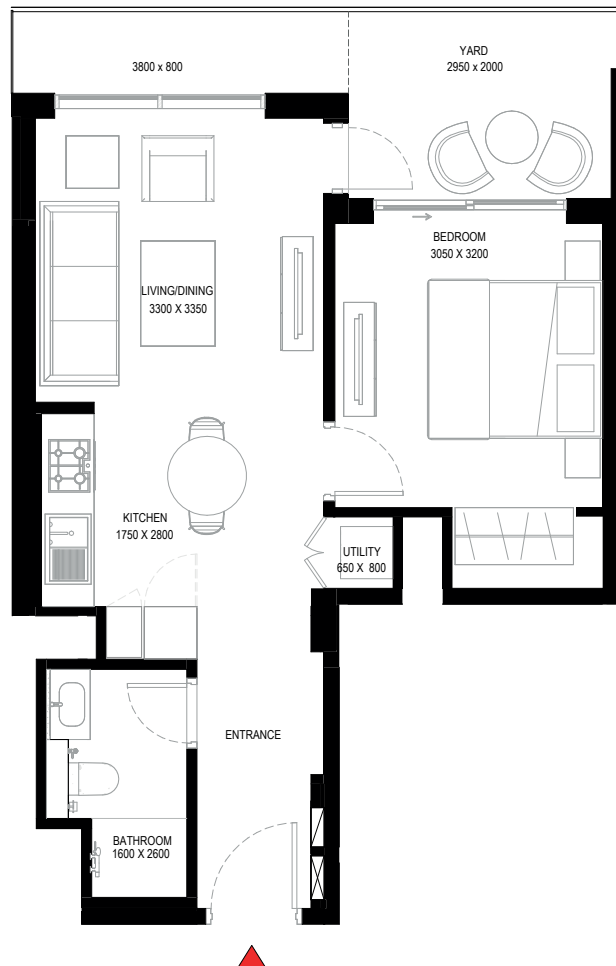 YARD
2950 x 2000
3800 x 800
BEDROOM
3050 X 3200
LIVING/DINING
3300 X 3350
KITCHEN
1750 X 2800
UTILITY
650 X 800
ENTRANCE
BATHROOM
1600 X 2600